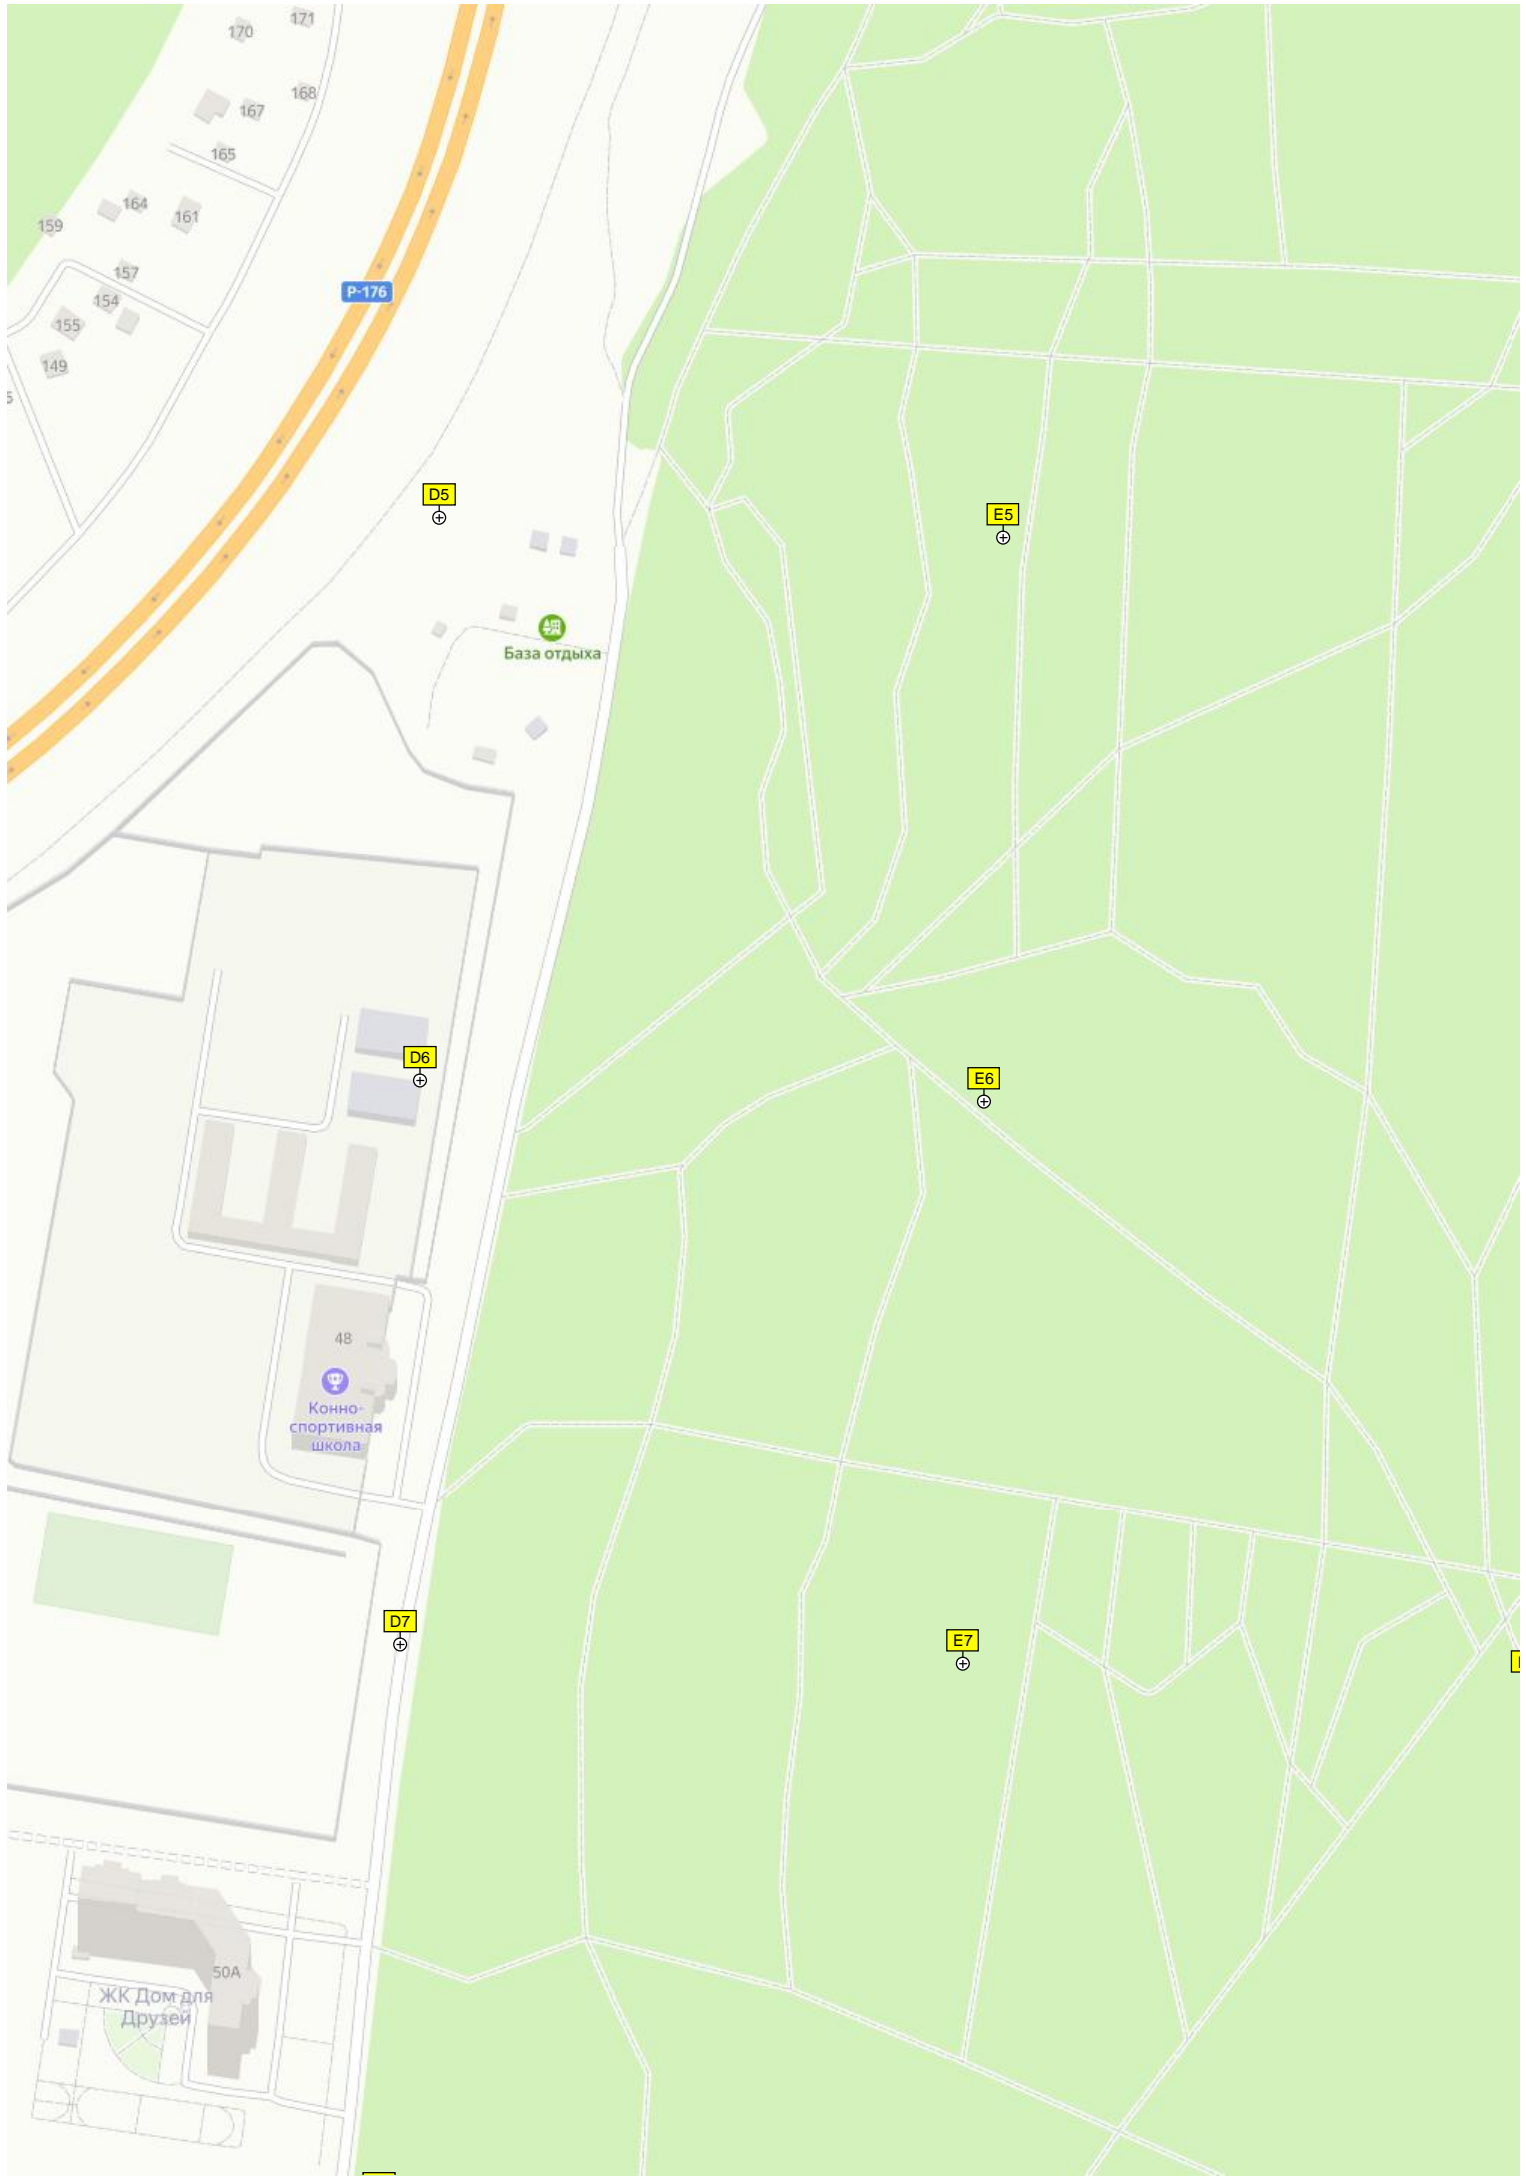 170
171
168
167
165
164
161
159
157
154
155
149
P-176
D5
E5
База отдыха
D6
E6
48
Конно-
спортивная
школа
D7
E7
50А
ЖК Дом для
Друзей